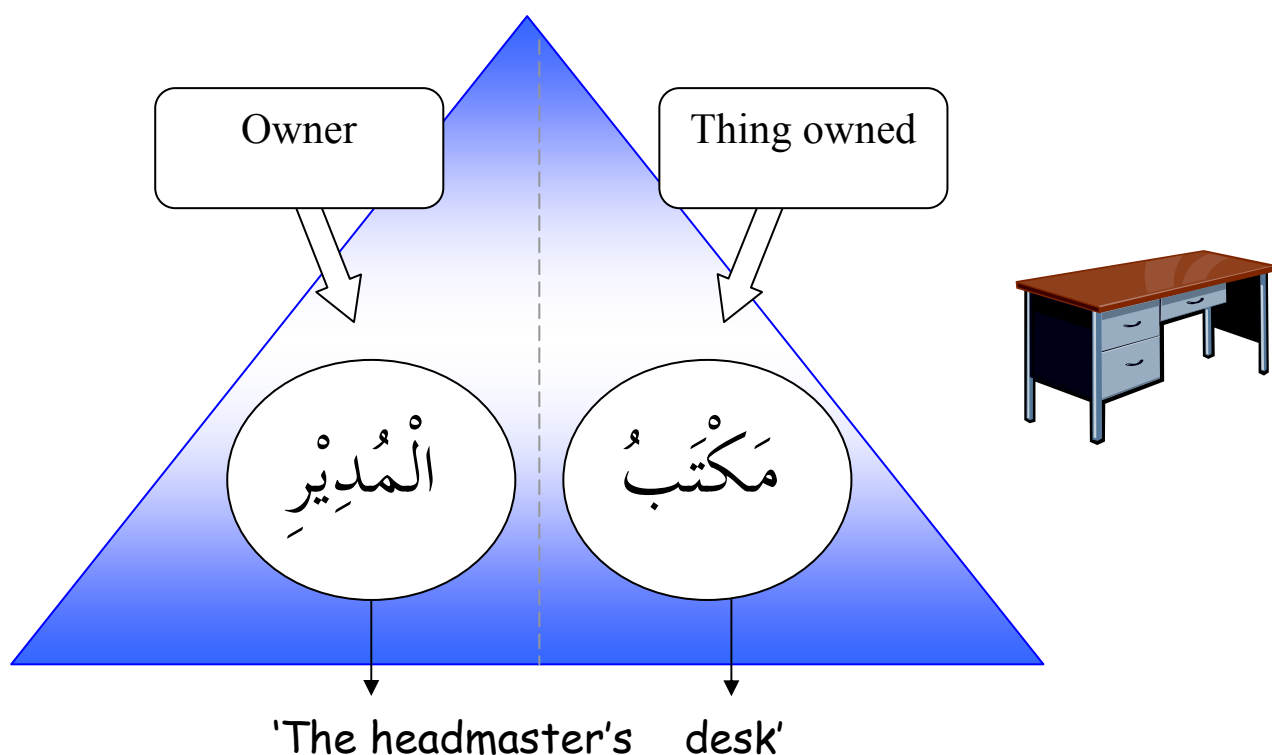 Owner
Thing owned
مَكْتَبُ الْمُدِيْرِ
'The headmaster's desk'